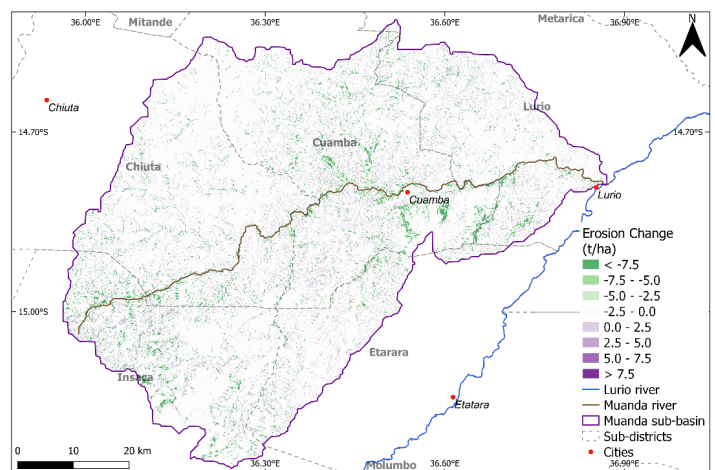 36.00°E
36.30°E
36.60°E
36.90°E
Mitande
Metarica
N
Chiuta
Lurio
14.70°S
14.70°S
Cuamba
Chiuta
Cuamba
Lurio
Erosion Change
(t/ha)
< -7.5
-7.5 - -5.0
-5.0 - -2.5
-2.5 - 0.0
0.0 - 2.5
2.5 - 5.0
5.0 - 7.5
> 7.5
Lurio river
Muanda river
Muanda sub-basin
Sub-districts
Cities
15.00°S
15.00°S
Etarara
Insaca
Etatara
0 10 20 km
Molumbo
36.30°E
36.60°E
36.90°E